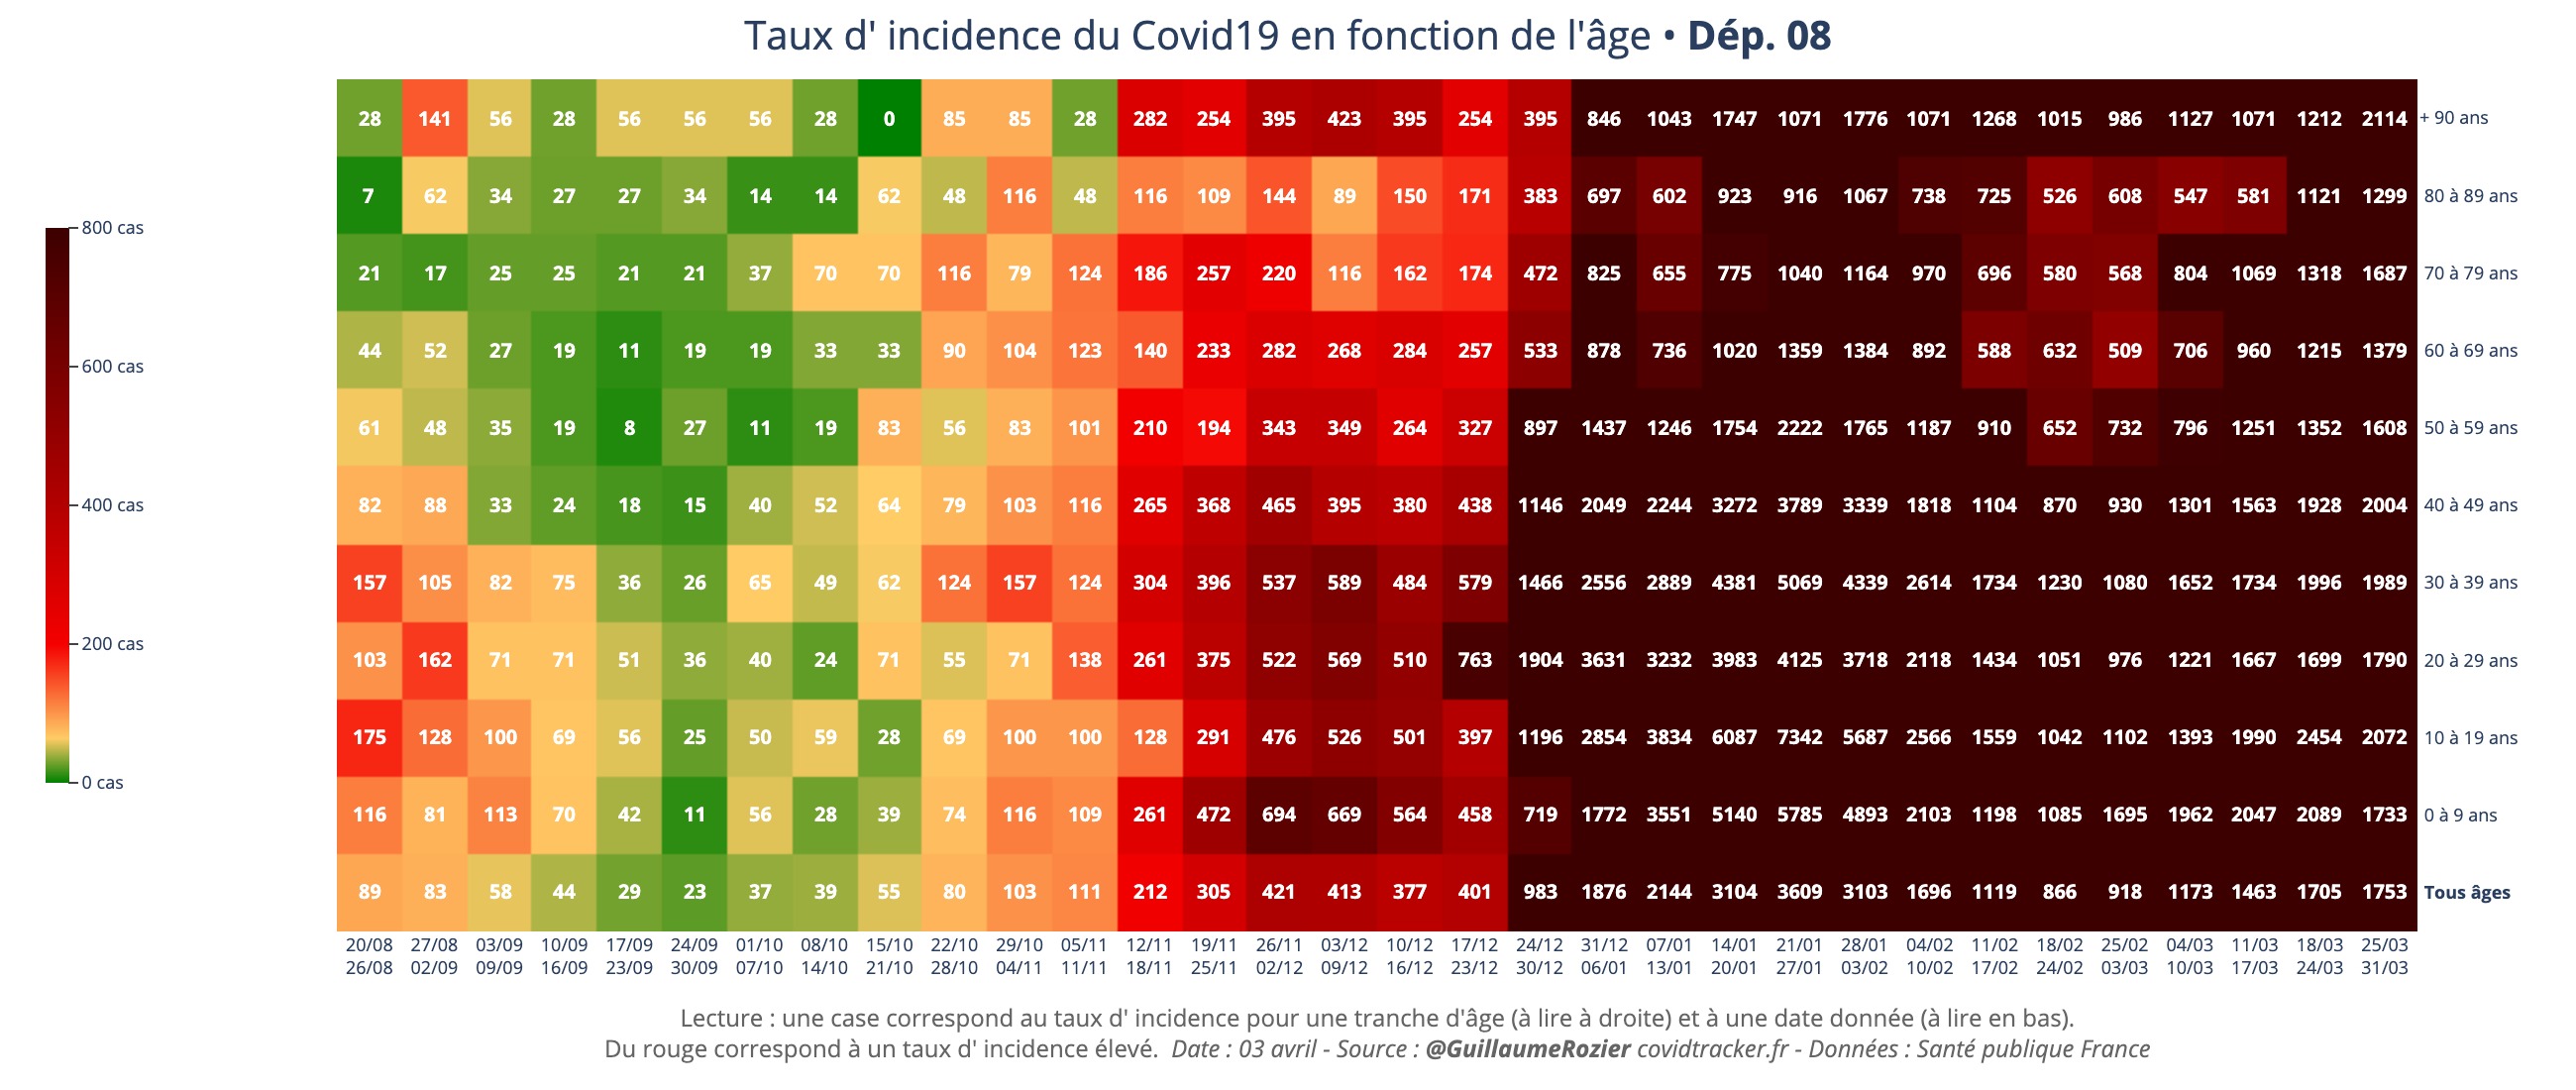 Taux d' incidence du Covid19 en fonction de l'âge • Dép. 08
800 cas
600 cas
400 cas
200 cas
0 cas
28 141 56 28 56 56 56 28 0 85 85 28 282 254 395 423 395 254 395 846 1043 1747 1071 1776 1071 1268 1015 986 1127 1071 1212 2114 + 90 ans
7 62 34 27 27 34 14 14 62 48 116 48 116 109 144 89 150 171 383 697 602 923 916 1067 738 725 526 608 547 581 1121 1299 80 à 89 ans
21 17 25 25 21 21 37 70 70 116 79 124 186 257 220 116 162 174 472 825 655 775 1040 1164 970 696 580 568 804 1069 1318 1687 70 à 79 ans
44 52 27 19 11 19 19 33 33 90 104 123 140 233 282 268 284 257 533 878 736 1020 1359 1384 892 588 632 509 706 960 1215 1379 60 à 69 ans
61 48 35 19 8 27 11 19 83 56 83 101 210 194 343 349 264 327 897 1437 1246 1754 2222 1765 1187 910 652 732 796 1251 1352 1608 50 à 59 ans
82 88 33 24 18 15 40 52 64 79 103 116 265 368 465 395 380 438 1146 2049 2244 3272 3789 3339 1818 1104 870 930 1301 1563 1928 2004 40 à 49 ans
157 105 82 75 36 26 65 49 62 124 157 124 304 396 537 589 484 579 1466 2556 2889 4381 5069 4339 2614 1734 1230 1080 1652 1734 1996 1989 30 à 39 ans
103 162 71 71 51 36 40 24 71 55 71 138 261 375 522 569 510 763 1904 3631 3232 3983 4125 3718 2118 1434 1051 976 1221 1667 1699 1790 20 à 29 ans
175 128 100 69 56 25 50 59 28 69 100 100 128 291 476 526 501 397 1196 2854 3834 6087 7342 5687 2566 1559 1042 1102 1393 1990 2454 2072 10 à 19 ans
116 81 113 70 42 11 56 28 39 74 116 109 261 472 694 669 564 458 719 1772 3551 5140 5785 4893 2103 1198 1085 1695 1962 2047 2089 1733 0 à 9 ans
89 83 58 44 29 23 37 39 55 80 103 111 212 305 421 413 377 401 983 1876 2144 3104 3609 3103 1696 1119 866 918 1173 1463 1705 1753 Tous âges
20/08 27/08 03/09 10/09 17/09 24/09 01/10 08/10 15/10 22/10 29/10 05/11 12/11 19/11 26/11 03/12 10/12 17/12 24/12 31/12 07/01 14/01 21/01 28/01 04/02 11/02 18/02 25/02 04/03 11/03 18/03 25/03
26/08 02/09 09/09 16/09 23/09 30/09 07/10 14/10 21/10 28/10 04/11 11/11 18/11 25/11 02/12 09/12 16/12 23/12 30/12 06/01 13/01 20/01 27/01 03/02 10/02 17/02 24/02 03/03 10/03 17/03 24/03 31/03
Lecture : une case correspond au taux d' incidence pour une tranche d'âge (à lire à droite) et à une date donnée (à lire en bas).
Du rouge correspond à un taux d' incidence élevé. Date : 03 avril - Source : @GuillaumeRozier covidtracker.fr - Données : Santé publique France